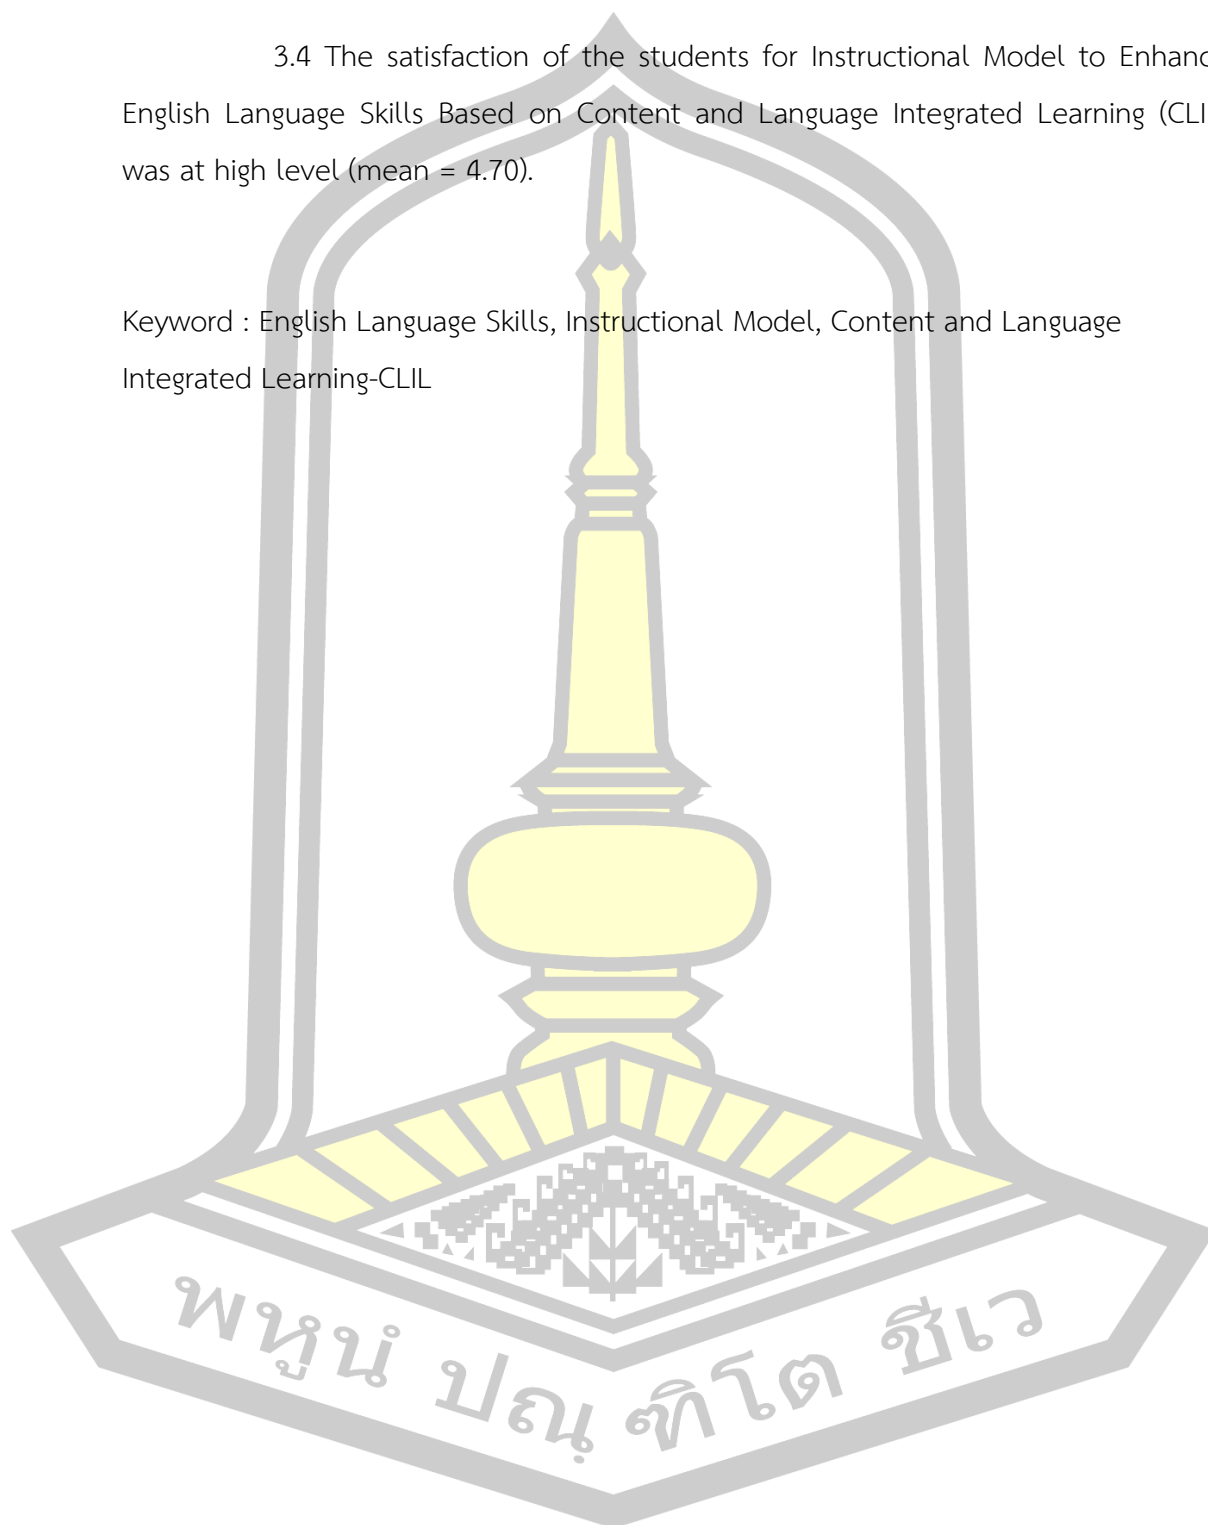 3.4 The satisfaction of the students for Instructional Model to Enhanc
English Language Skills Based on Content and Language Integrated Learning (CLI
was at high level (mean = 4.70).
Keyword : English Language Skills, Instructional Model, Content and Language
Integrated Learning-CLIL
พหูนํ ปณฺ ฑิโต ชีเว